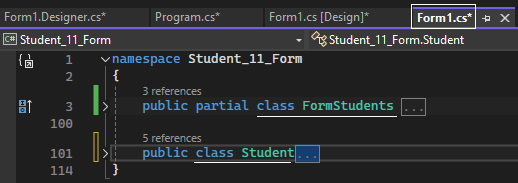 Form1.Designer.cs* Program.cs* Form1.cs [Design]* Form1.cs*
C# Student_11_Form Student_11_Form.Student
1 namespace Student_11_Form
2 {
3 references
3 public partial class FormStudents ...
100
5 references
101 public class Student...
114 }